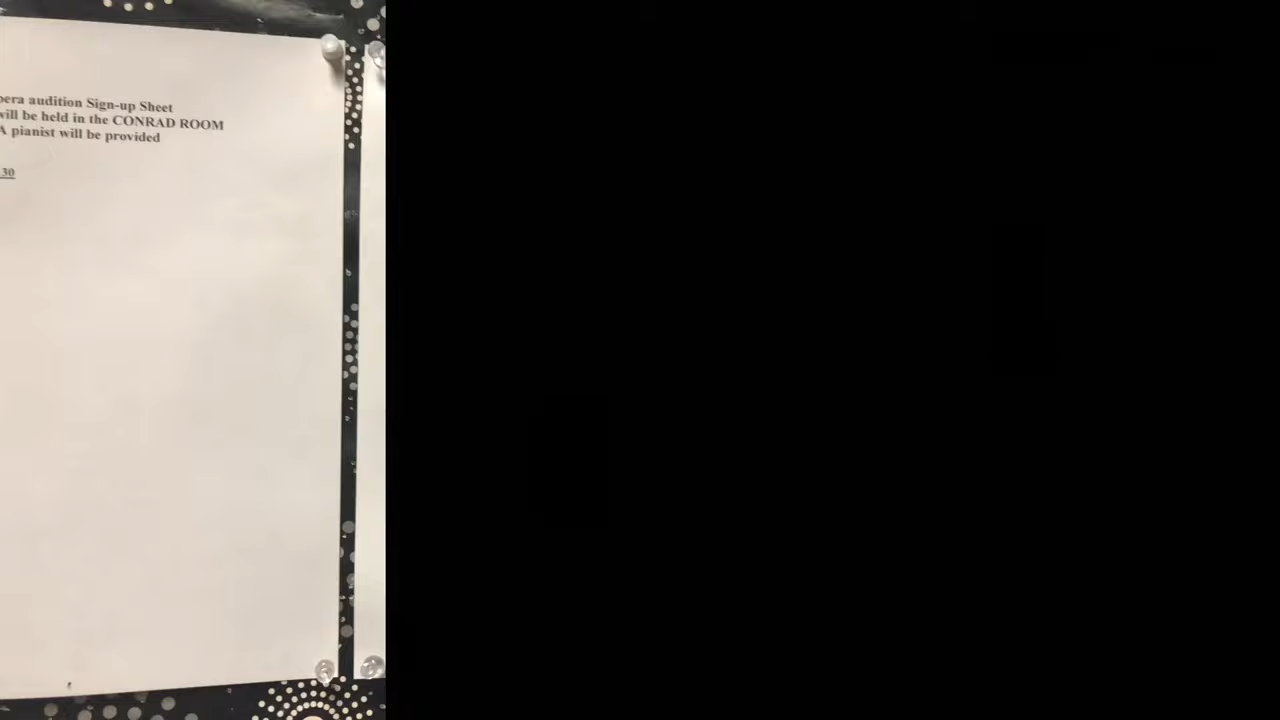 pera audition Sign-up Sheet
will be held in the CONRAD ROOM
A pianist will be provided
30